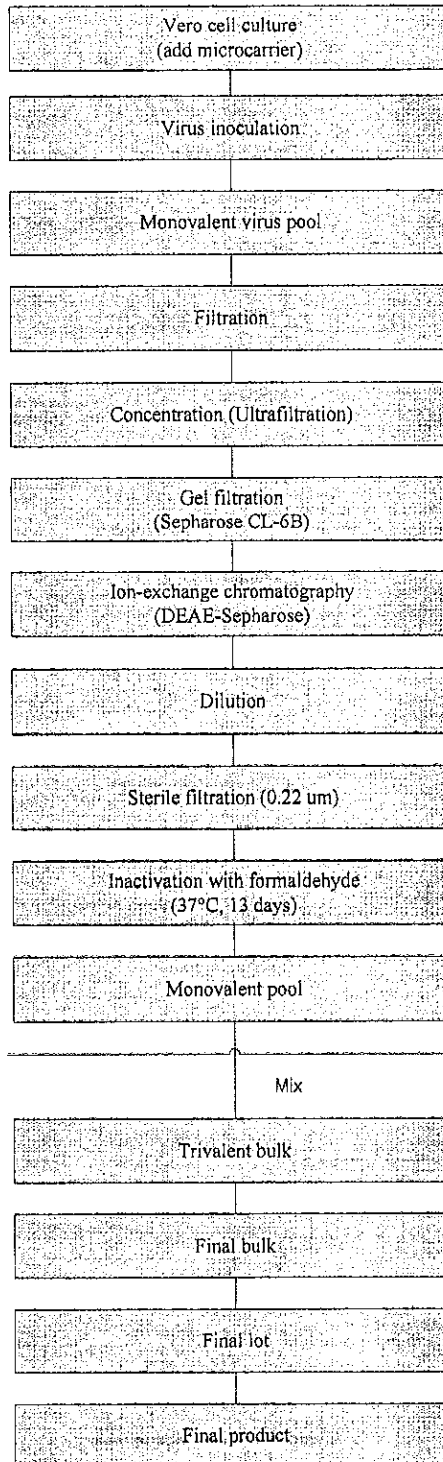 Vero cell culture
(add microcarrier)
Virus inoculation
Monovalent virus pool
Filtration
Concentration (Ultrafiltration)
Gel filtration
(Sepharose CL-6B)
Ion-exchange chromatography
(DEAE-Sepharose)
Dilution
Sterile filtration (0.22 um)
Inactivation with formaldehyde
(37°C, 13 days)
Monovalent pool
Mix
Trivalent bulk
Final bulk
Final lot
Final product